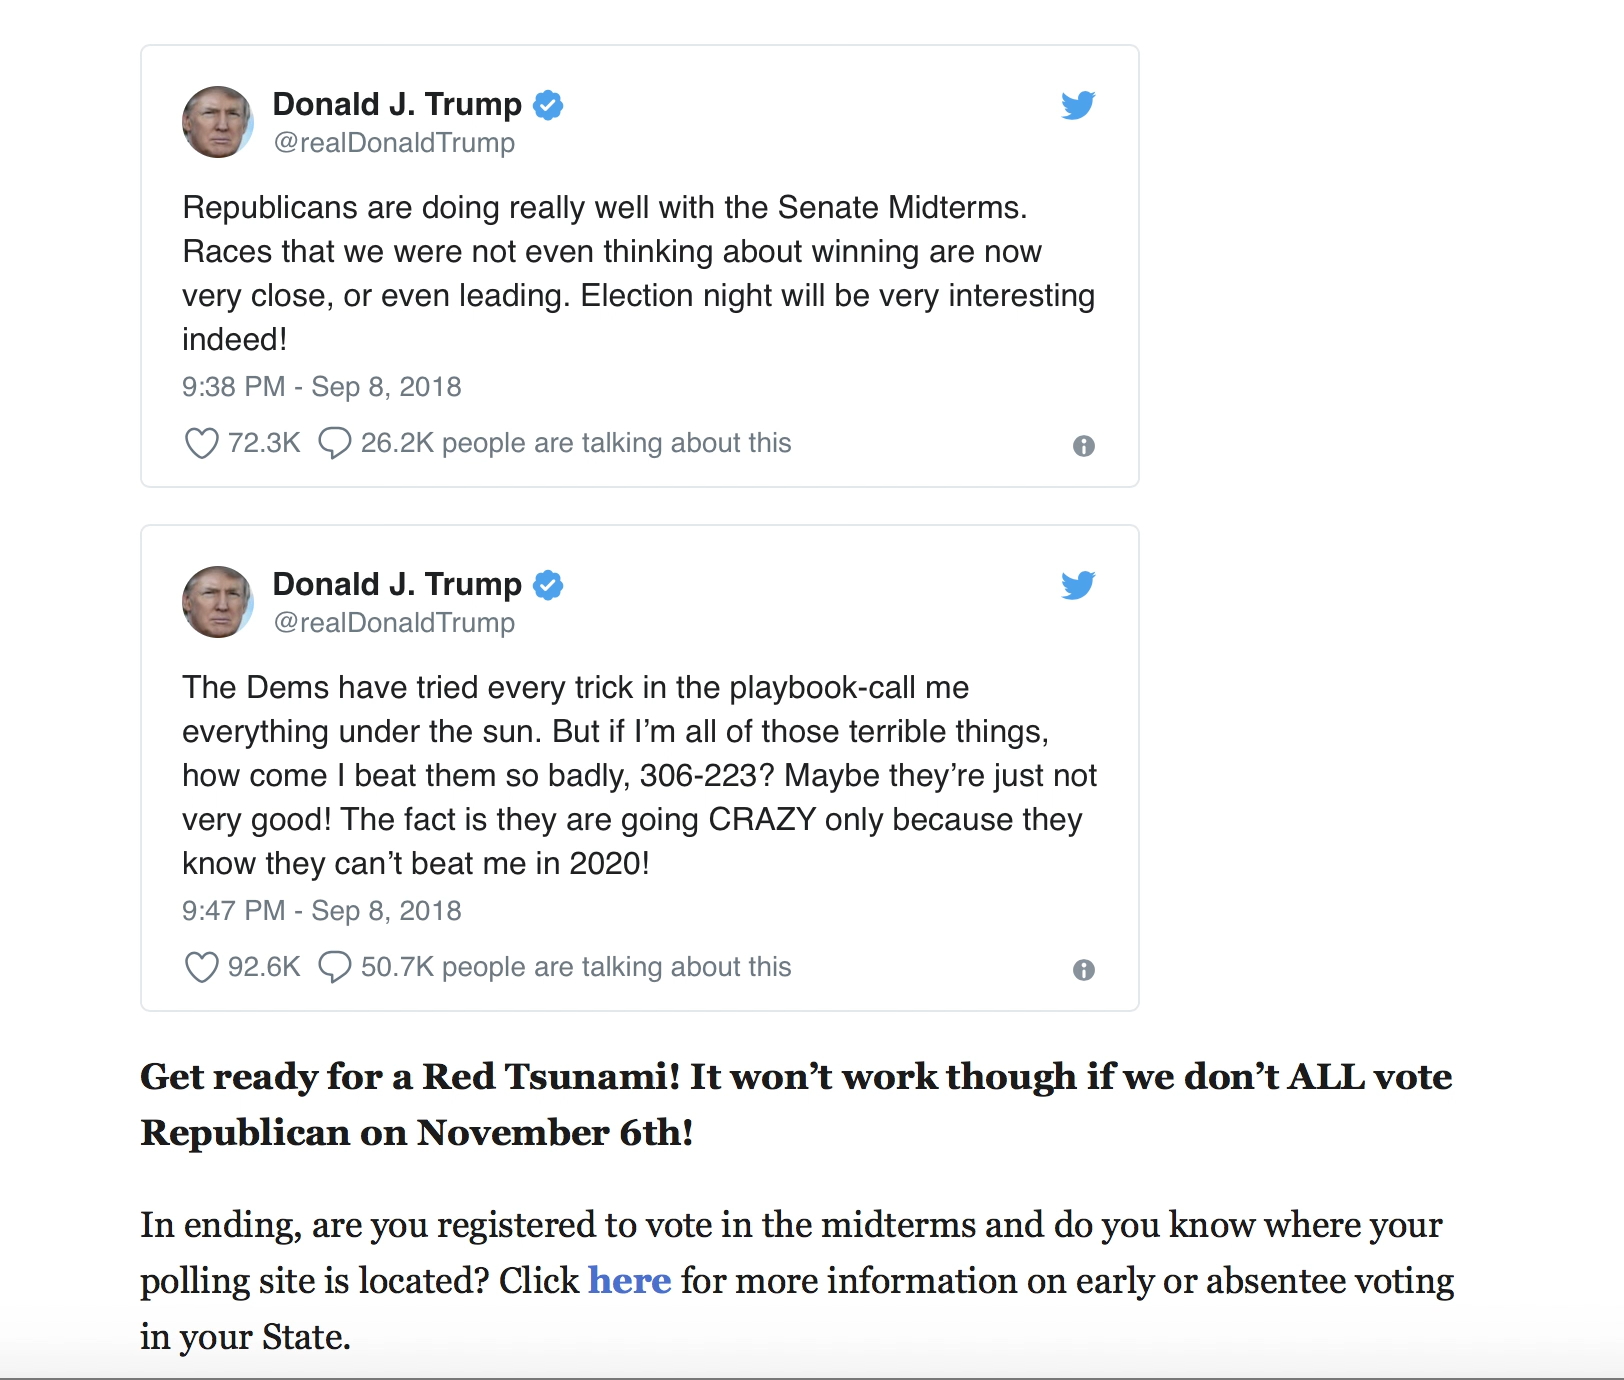 Donald J. Trump
@realDonaldTrump
Republicans are doing really well with the Senate Midterms.
Races that we were not even thinking about winning are now
very close, or even leading. Election night will be very interesting
indeed!
9:38 PM - Sep 8, 2018
72.3K 26.2K people are talking about this
Donald J. Trump
@realDonaldTrump
The Dems have tried every trick in the playbook-call me
everything under the sun. But if I’m all of those terrible things,
how come I beat them so badly, 306-223? Maybe they’re just not
very good! The fact is they are going CRAZY only because they
know they can’t beat me in 2020!
9:47 PM - Sep 8, 2018
92.6K 50.7K people are talking about this
Get ready for a Red Tsunami! It won’t work though if we don’t ALL vote
Republican on November 6th!
In ending, are you registered to vote in the midterms and do you know where your
polling site is located? Click here for more information on early or absentee voting
in your State.